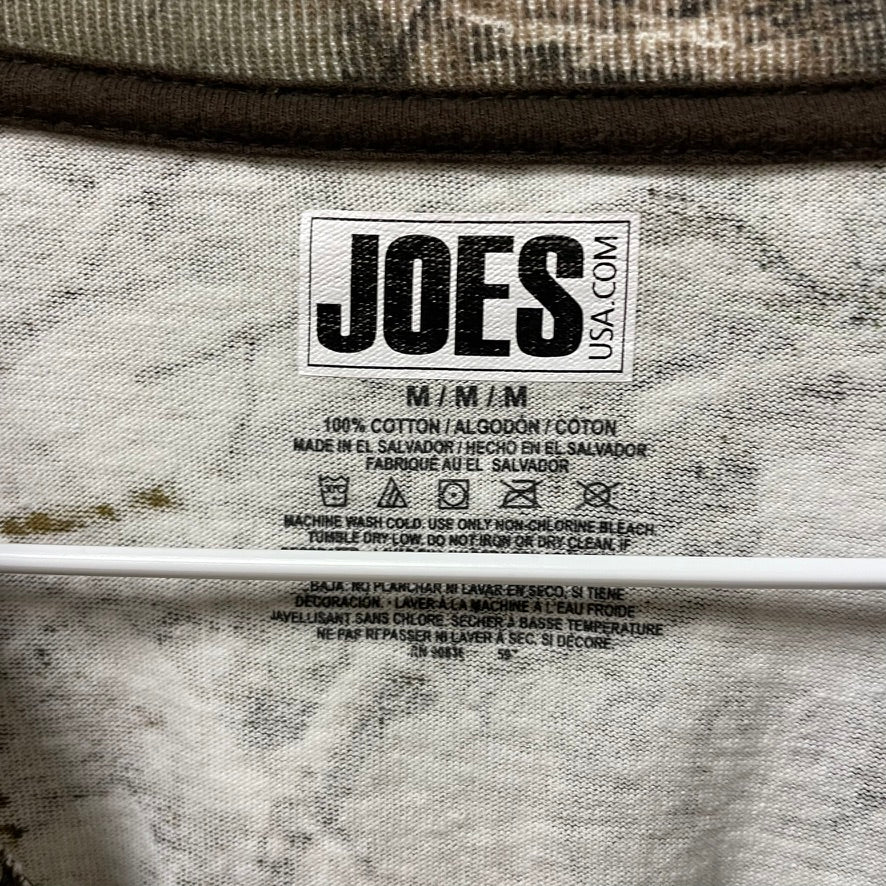 JOES
USA.COM
M / M / M
100% COTTON / ALGODÓN / COTON
MADE IN EL SALVADOR / HECHO EN EL SALVADOR
FABRIQUÉ AU EL SALVADOR
MACHINE WASH COLD. USE ONLY NON-CHLORINE BLEACH.
TUMBLE DRY LOW. DO NOT IRON OR DRY CLEAN, IF
BAJA. NO PLANCHAR NI LAVAR EN SECO, SI TIENE
DECORACIÓN. • LAVER À LA MACHINE À L'EAU FROIDE
JAVELLISANT SANS CHLORE. SÉCHER À BASSE TEMPERATURE
NE PAS REPASSER NI LAVER À SEC, SI DÉCORÉ.
RN